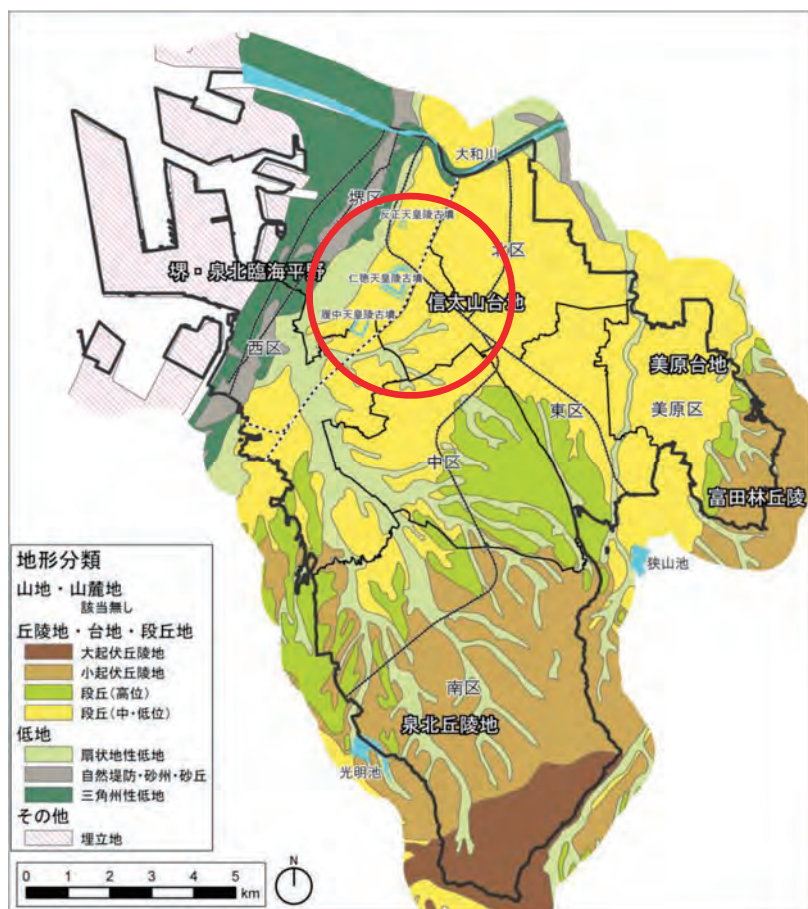 大和川
堺区
反正天皇陵古墳
北区
仁徳天皇陵古墳
堺・泉北臨海平野
信太山台地
履中天皇陵古墳
西区
美原台地
東区
美原区
中区
富田林丘陵
狭山池
南区
泉北丘陵地
光明池
地形分類
山地・山麓地
該当無し
丘陵地・台地・段丘地
大起伏丘陵地
小起伏丘陵地
段丘(高位)
段丘(中・低位)
低地
扇状地性低地
自然堤防・砂州・砂丘
三角州性低地
その他
埋立地
0 1 2 3 4 5
km
N